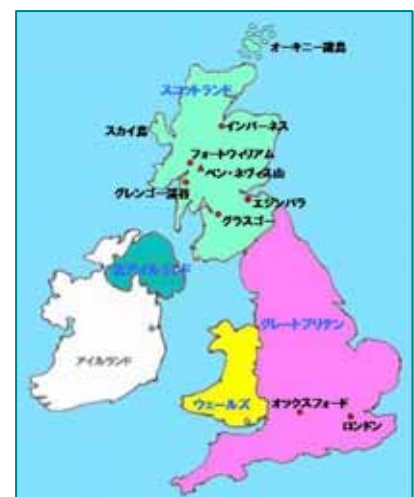 オーキニー諸島
スコットランド
スカイ島
インバーネス
フォートウィリアム
ベン・ネヴィス山
グレンゴー渓谷
エジンバラ
グラスゴー
北アイルランド
グレートブリテン
アイルランド
ウェールズ
オックスフォード
ロンドン